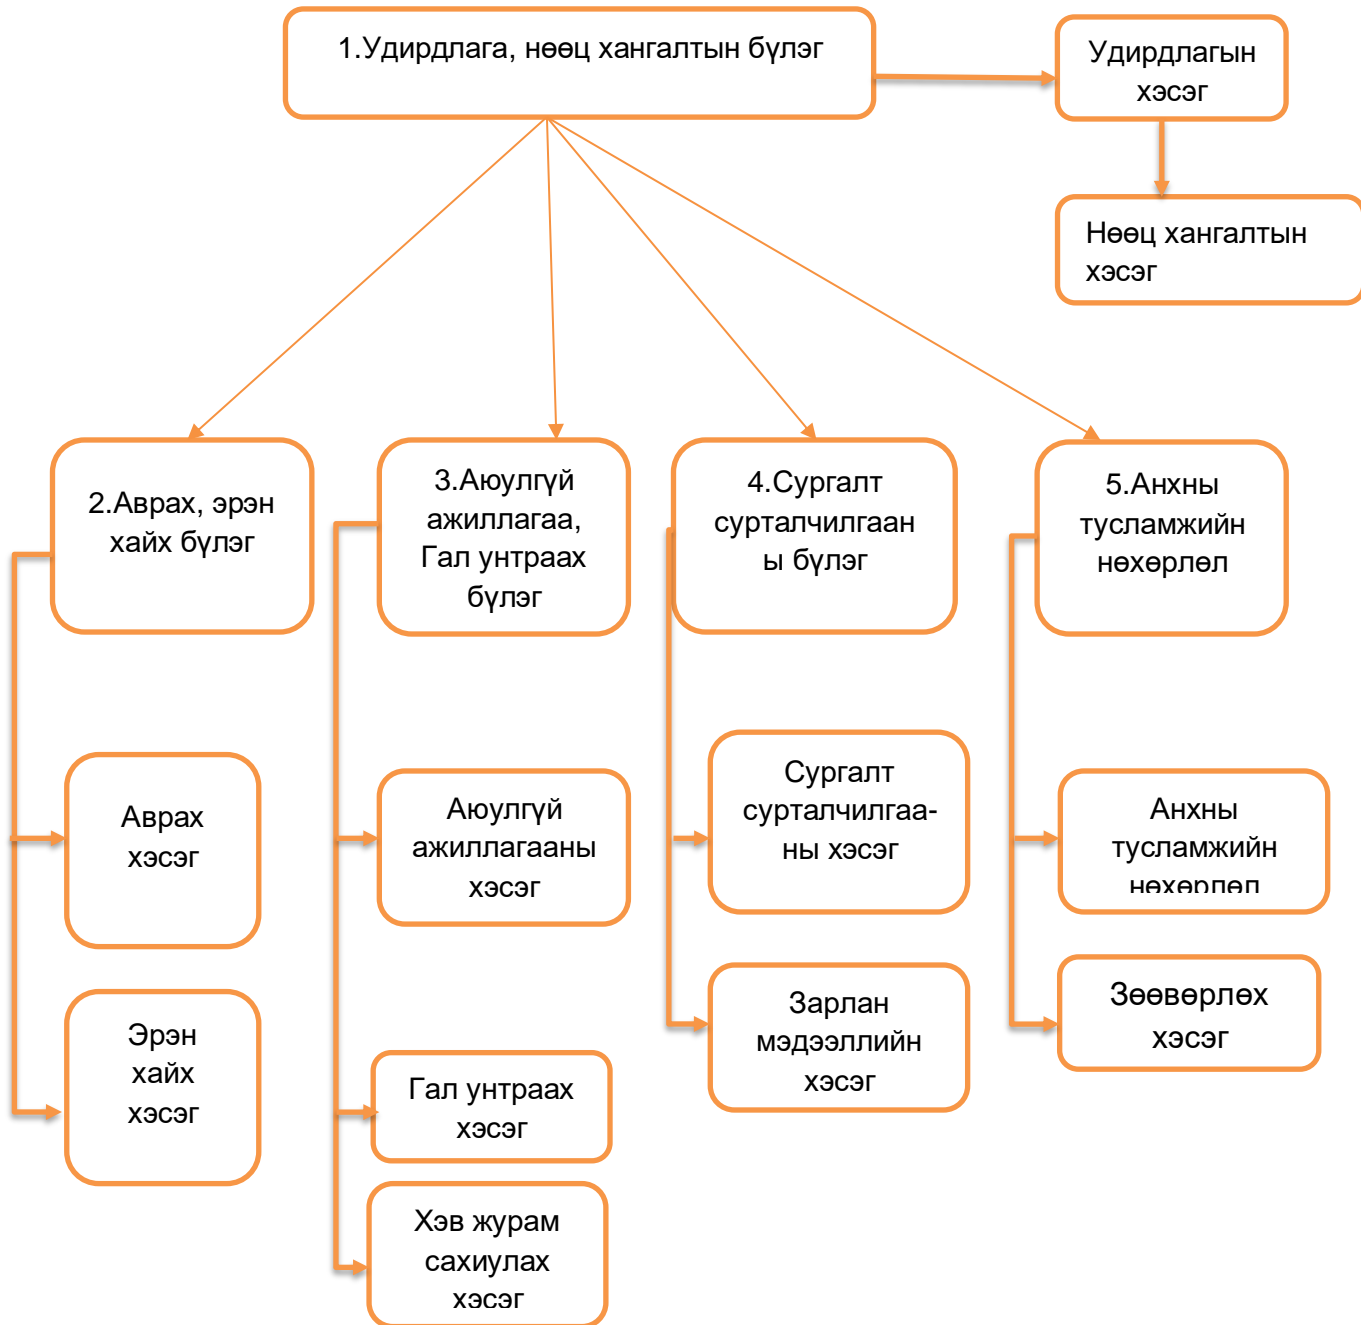 1.Удирдлага, нөөц хангалтын бүлэг
Удирдлагын
хэсэг
Нөөц хангалтын
хэсэг
2.Аврах, эрэн
хайх бүлэг
3.Аюулгүй
ажиллагаа,
Гал унтраах
бүлэг
4.Сургалт
сурталчилгаан
ы бүлэг
5.Анхны
тусламжийн
нөхөрлөл
Аврах
хэсэг
Аюулгүй
ажиллагааны
хэсэг
Сургалт
сурталчилгаа-
ны хэсэг
Анхны
тусламжийн
нөхөрлөл
Эрэн
хайх
хэсэг
Гал унтраах
хэсэг
Зарлан
мэдээллийн
хэсэг
Зөөвөрлөх
хэсэг
Хэв журам
сахиулах
хэсэг